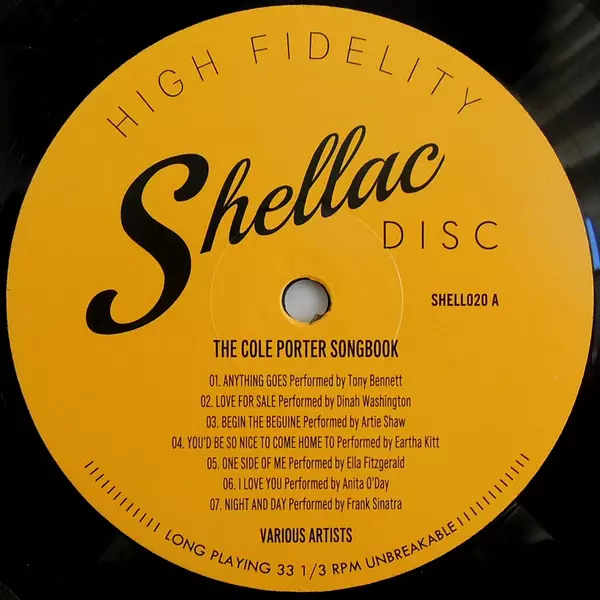 HIGH FIDELITY
Shellac
DISC
SHELL020 A
THE COLE PORTER SONGBOOK
01. ANYTHING GOES Performed by Tony Bennett
02. LOVE FOR SALE Performed by Dinah Washington
03. BEGIN THE BEGUINE Performed by Artie Shaw
04. YOU'D BE SO NICE TO COME HOME TO Performed by Eartha Kitt
05. ONE SIDE OF ME Performed by Ella Fitzgerald
06. I LOVE YOU Performed by Anita O'Day
07. NIGHT AND DAY Performed by Frank Sinatra
VARIOUS ARTISTS
LONG PLAYING 33 1/3 RPM UNBREAKABLE